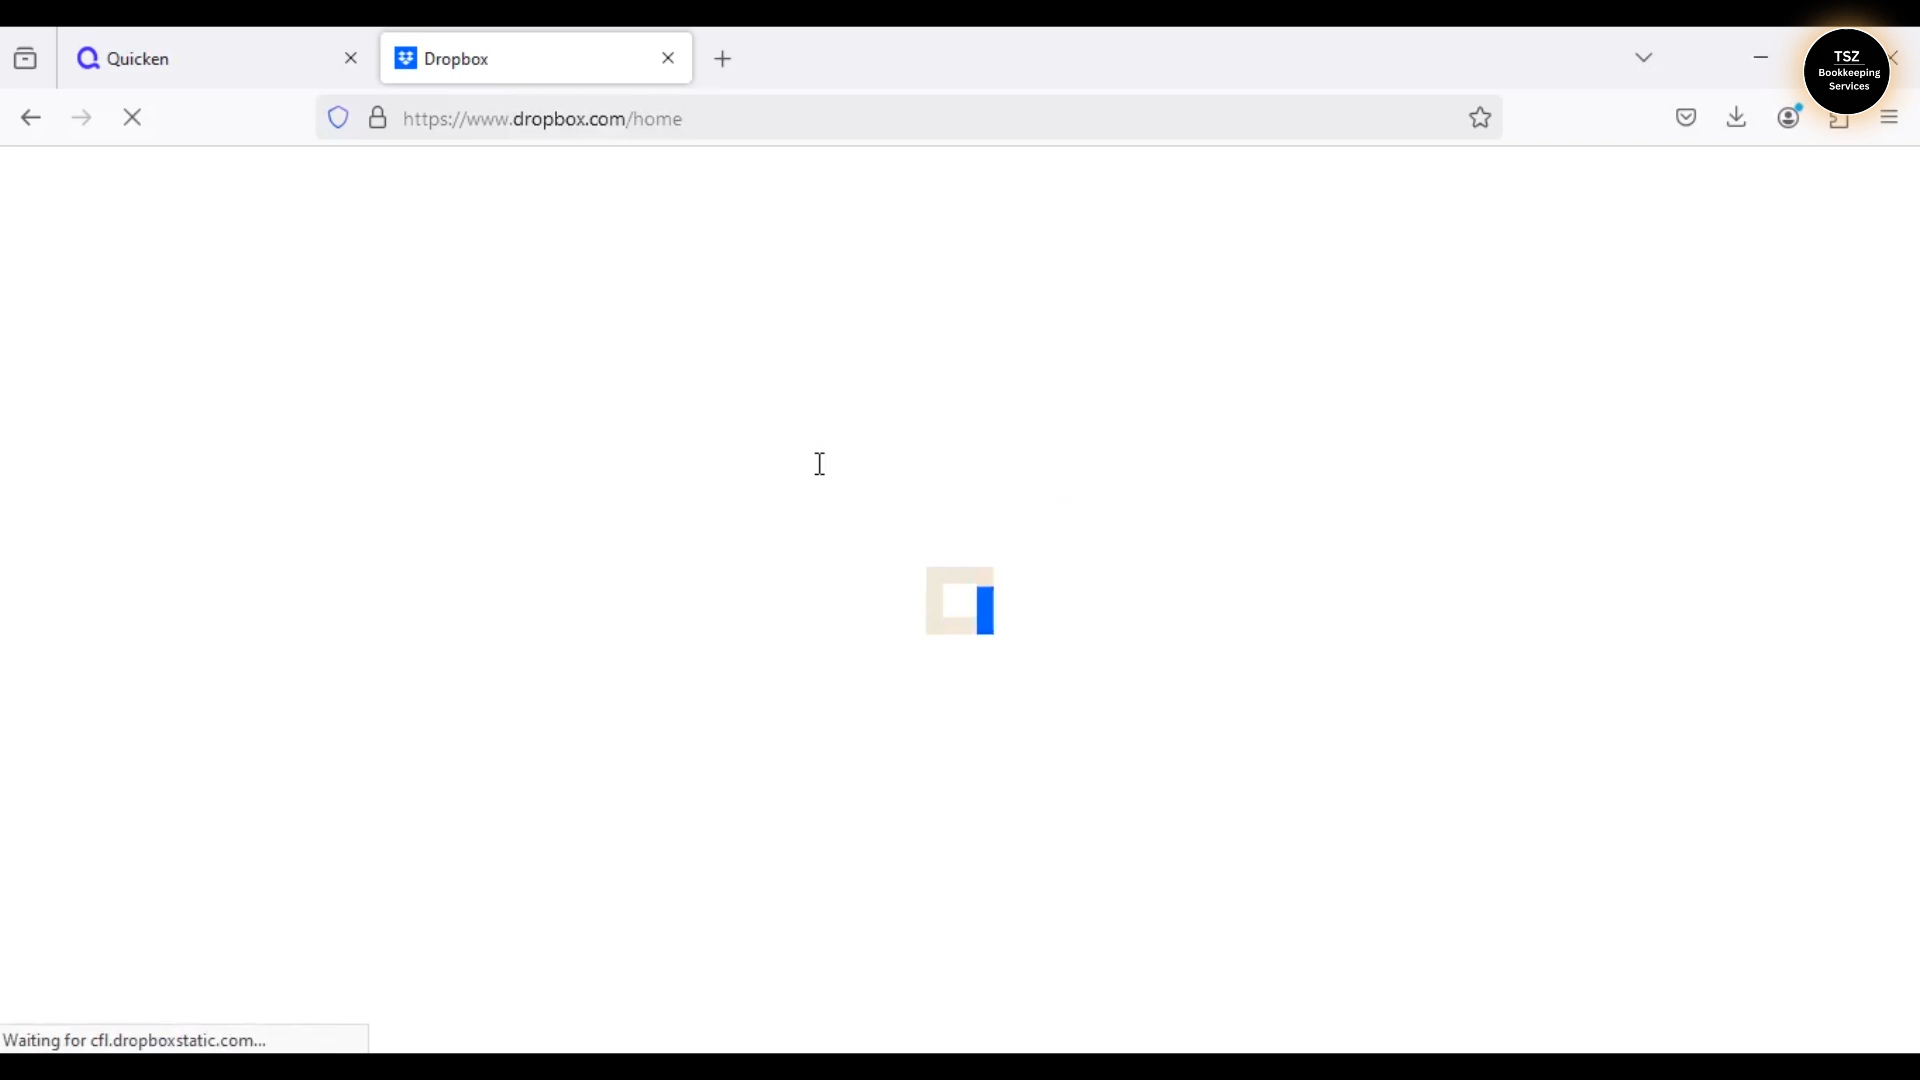 Quicken
Dropbox
TSZ
Bookkeeping
Services
https://www.dropbox.com/home
Waiting for cfl.dropboxstatic.com...